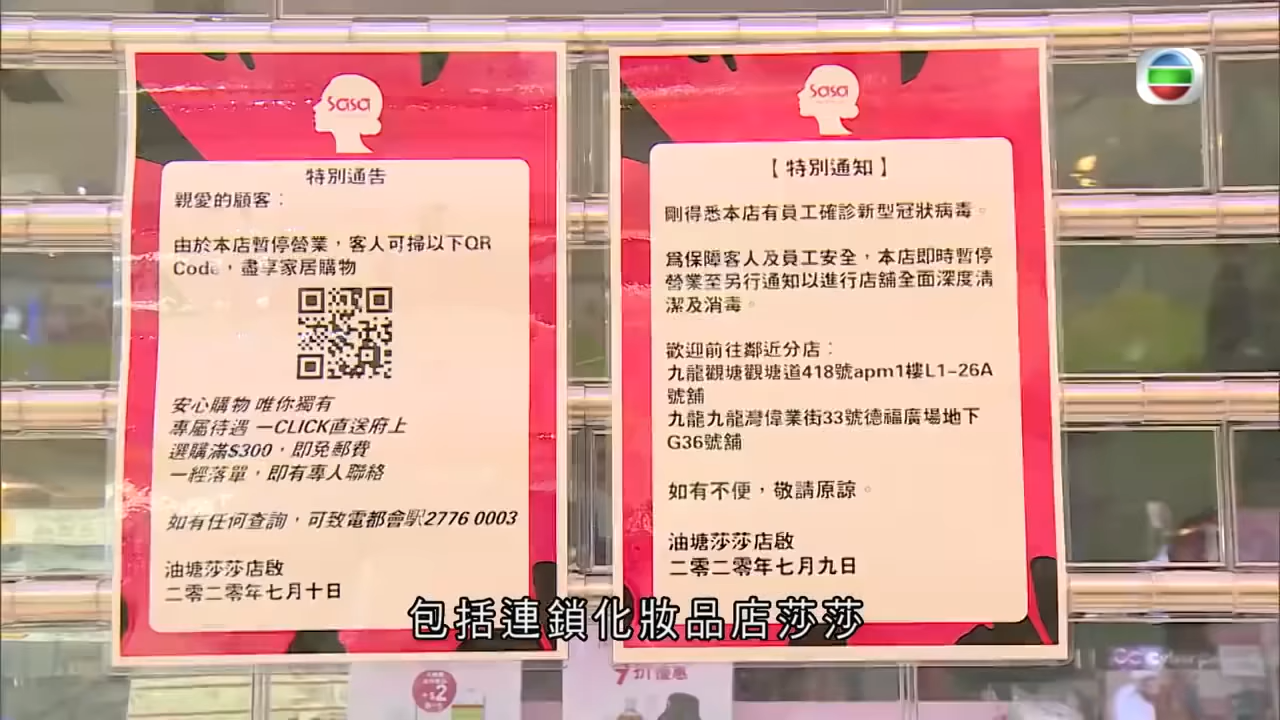 sasa
特別通告
親愛的顧客：
由於本店暫停營業，客人可掃以下QR
Code，盡享家居購物
安心購物 唯你獨有
專屬待遇 一CLICK直送府上
選購滿$300，即免郵費
一經落單，即有專人聯絡
如有任何查詢，可致電都會駅2776 0003
油塘莎莎店啟
二零二零年七月十日
sasa
【特別通知】
剛得悉本店有員工確診新型冠狀病毒。
為保障客人及員工安全，本店即時暫停
營業至另行通知以進行店舖全面深度清
潔及消毒。
歡迎前往鄰近分店：
九龍觀塘觀塘道418號apm1樓L1-26A
號舖
九龍九龍灣偉業街33號德福廣場地下
G36號舖
如有不便，敬請原諒。
油塘莎莎店啟
二零二零年七月九日
包括連鎖化妝品店莎莎
+$2
7折優惠